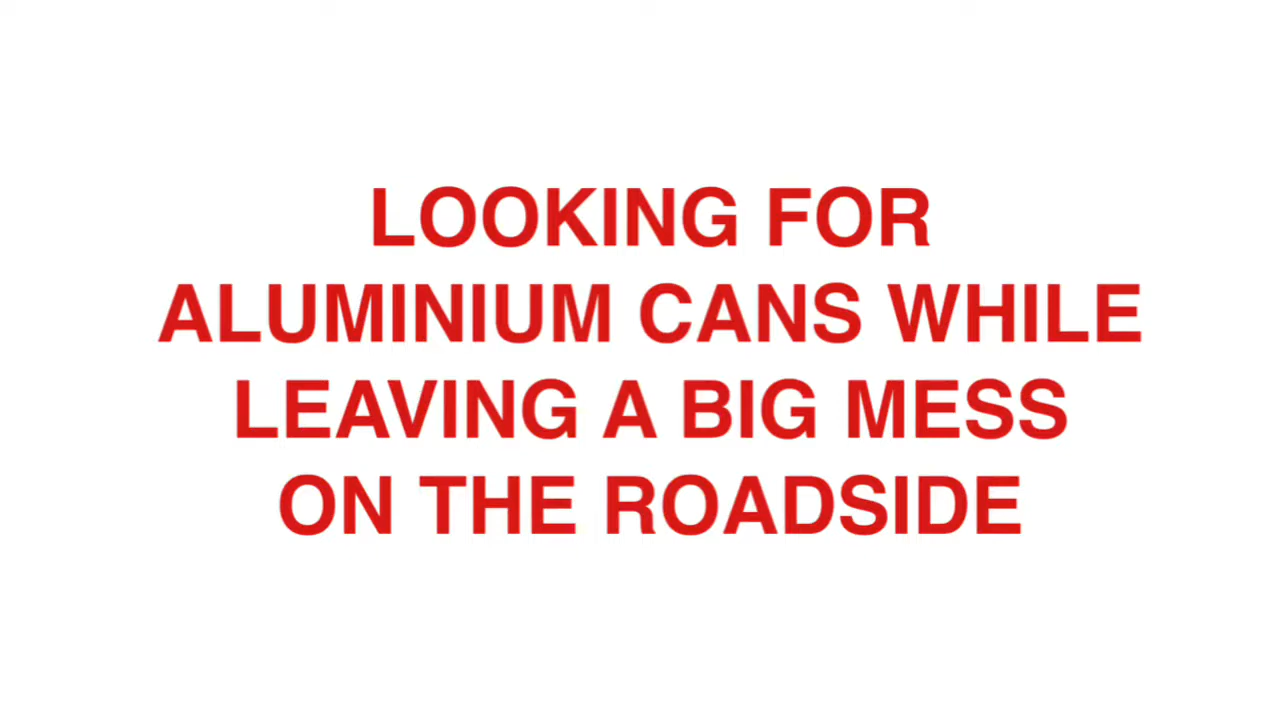 LOOKING FOR
ALUMINIUM CANS WHILE
LEAVING A BIG MESS
ON THE ROADSIDE